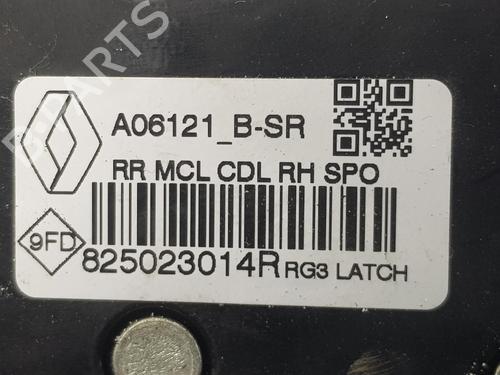 B-PARTS
A06121_B-SR
RR MCL CDL RH SPO
9FD
825023014R RG3 LATCH